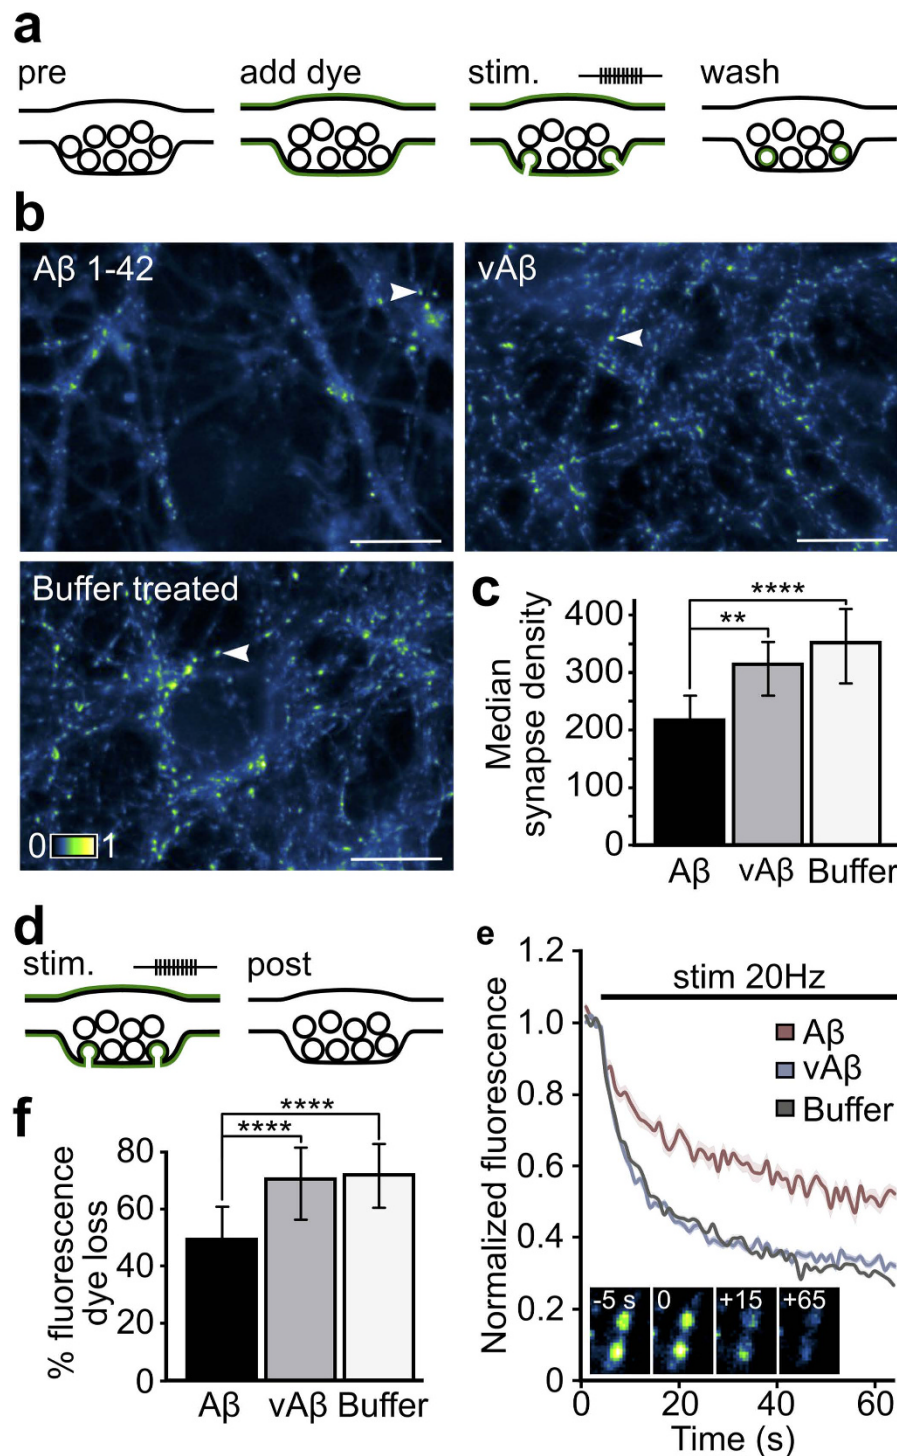 a
pre
add dye
stim.
wash
b
Aβ 1-42
vAβ
Buffer treated
0
1
c
Median
synapse density
400
300
200
100
0
****
**
Aβ
vAβ
Buffer
d
stim.
post
e
Normalized fluorescence
1.2
1.0
0.8
0.6
0.4
0.2
0
stim 20Hz
Aβ
vAβ
Buffer
-5 s
0
+15
+65
0
20
40
60
Time (s)
f
% fluorescence
dye loss
80
60
40
20
0
****
****
Aβ
vAβ
Buffer